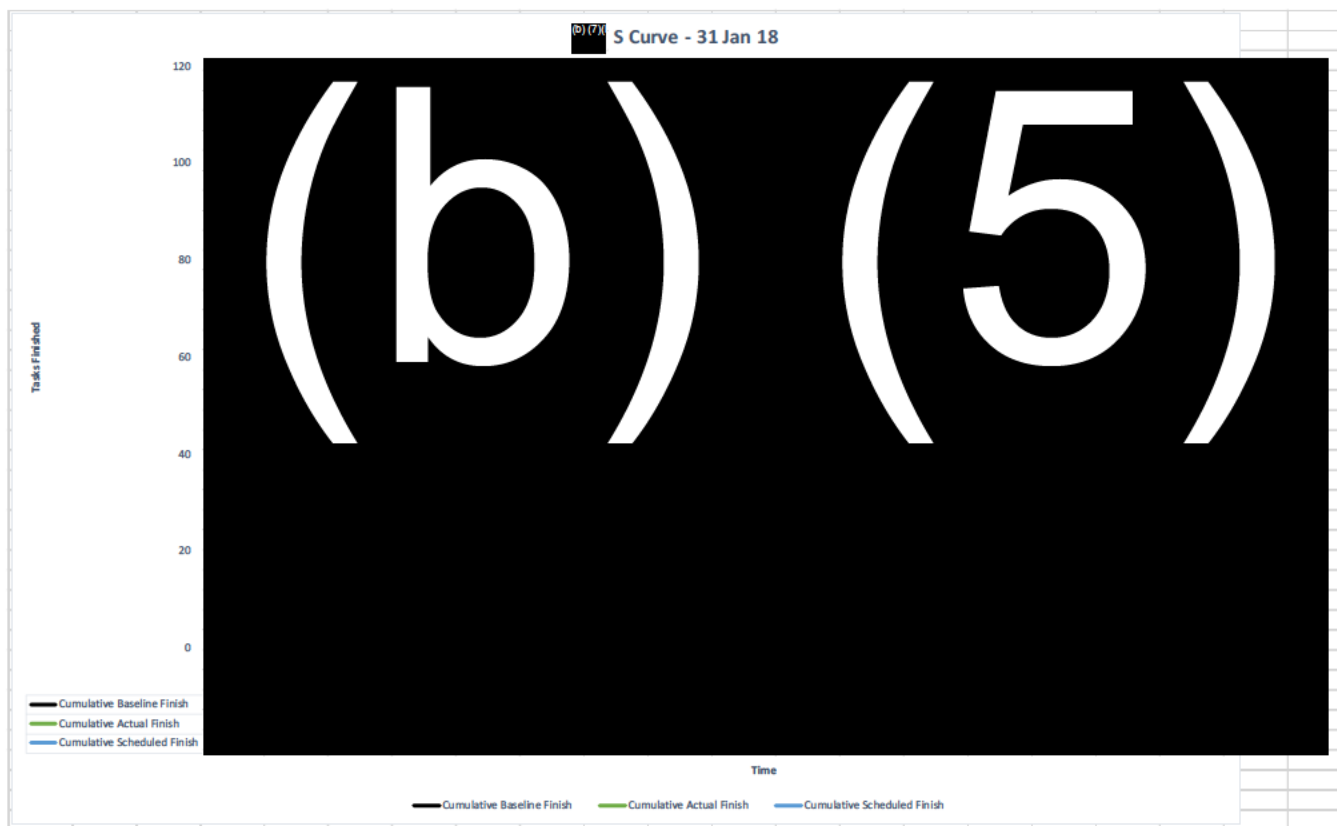 (b) (7)( S Curve - 31 Jan 18
120
100
80
60
40
20
0
Tasks Finished
(b) (5)
Cumulative Baseline Finish
Cumulative Actual Finish
Cumulative Scheduled Finish
Time
Cumulative Baseline Finish Cumulative Actual Finish Cumulative Scheduled Finish